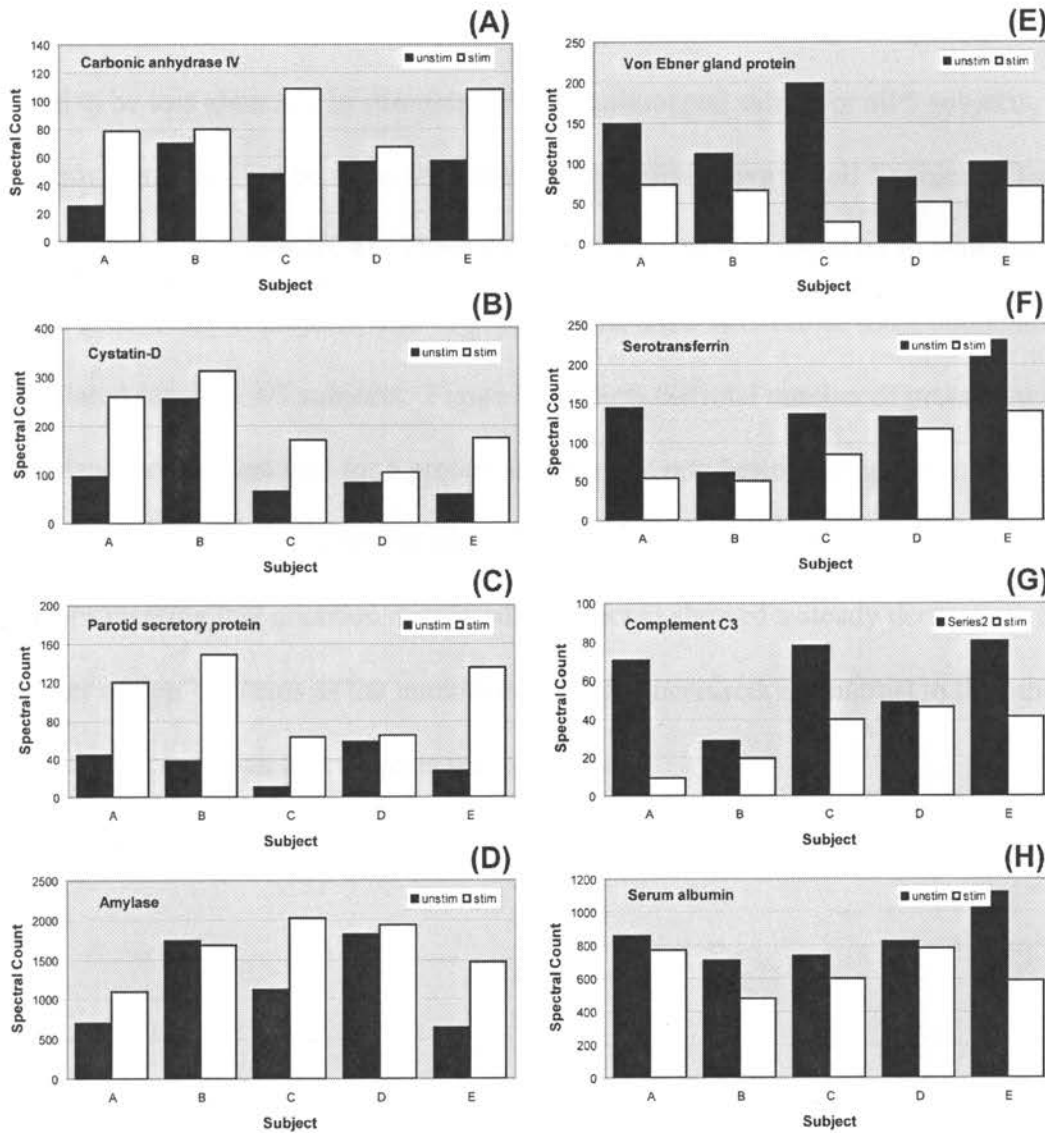 (A)
Carbonic anhydrase IV
unstim stim
Spectral Count
140
120
100
80
60
40
20
0
A B C D E
Subject
(B)
Cystatin-D
unstim stim
Spectral Count
400
300
200
100
0
A B C D E
Subject
(C)
Parotid secretory protein
unstim stim
Spectral Count
200
160
120
80
40
0
A B C D E
Subject
(D)
Amylase
unstim stim
Spectral Count
2500
2000
1500
1000
500
0
A B C D E
Subject
(E)
Von Ebner gland protein
unstim stim
Spectral Count
250
200
150
100
50
0
A B C D E
Subject
(F)
Serotransferrin
unstim stim
Spectral Count
250
200
150
100
50
0
A B C D E
Subject
(G)
Complement C3
Series2 stim
Spectral Count
100
80
60
40
20
0
A B C D E
Subject
(H)
Serum albumin
unstim stim
Spectral Count
1200
1000
800
600
400
200
0
A B C D E
Subject